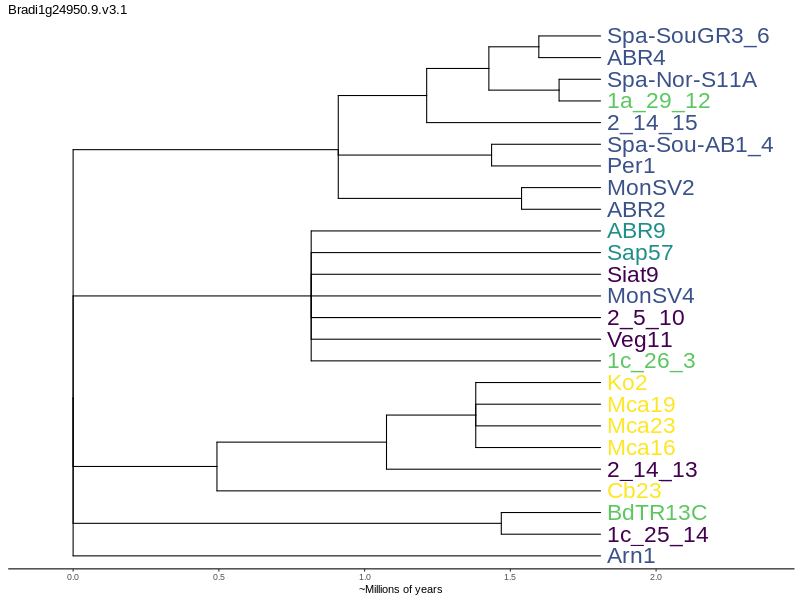 Bradi1g24950.9.v3.1
Spa-SouGR3_6
ABR4
Spa-Nor-S11A
1a_29_12
2_14_15
Spa-Sou-AB1_4
Per1
MonSV2
ABR2
ABR9
Sap57
Siat9
MonSV4
2_5_10
Veg11
1c_26_3
Ko2
Mca19
Mca23
Mca16
2_14_13
Cb23
BdTR13C
1c_25_14
Arn1
0.0 0.5 1.0 1.5 2.0
~Millions of years